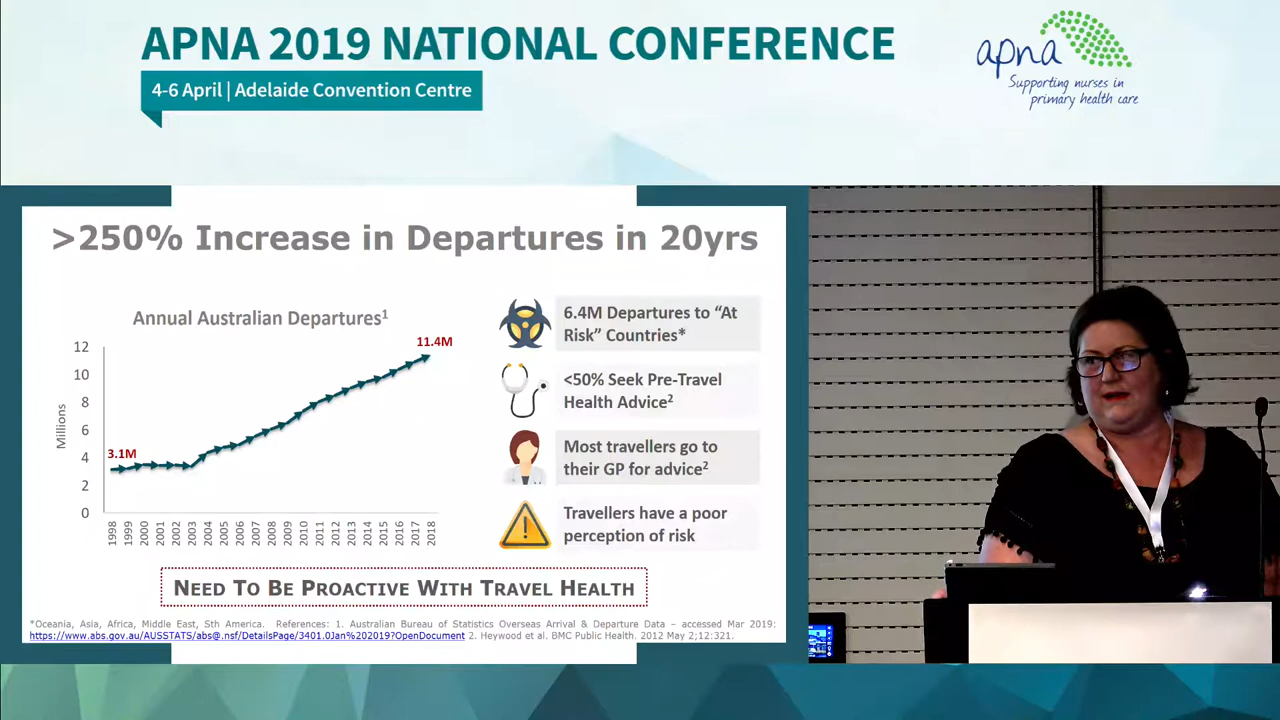 APNA 2019 NATIONAL CONFERENCE
4-6 April | Adelaide Convention Centre
apna
Supporting nurses in
primary health care
>250% Increase in Departures in 20yrs
Annual Australian Departures¹
12
10
8
6
4
2
0
Millions
3.1M
11.4M
1998
1999
2000
2001
2002
2003
2004
2005
2006
2007
2008
2009
2010
2011
2012
2013
2014
2015
2016
2017
2018
6.4M Departures to “At
Risk” Countries*
<50% Seek Pre-Travel
Health Advice²
Most travellers go to
their GP for advice²
Travellers have a poor
perception of risk
NEED TO BE PROACTIVE WITH TRAVEL HEALTH
*Oceania, Asia, Africa, Middle East, Sth America. References: 1. Australian Bureau of Statistics Overseas Arrival & Departure Data – accessed Mar 2019:
https://www.abs.gov.au/AUSSTATS/abs@.nsf/DetailsPage/3401.0Jan%202019?OpenDocument 2. Heywood et al. BMC Public Health. 2012 May 2;12:321.